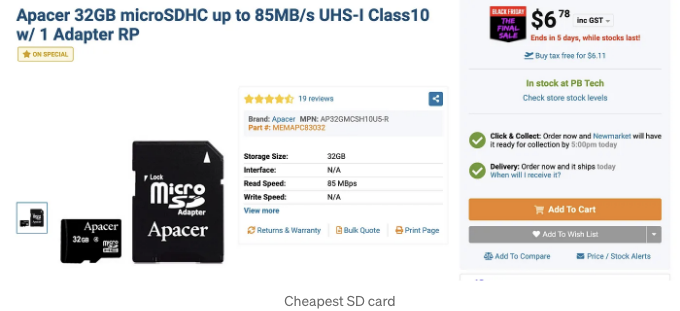 Apacer 32GB microSDHC up to 85MB/s UHS-I Class10
w/ 1 Adapter RP
ON SPECIAL
19 reviews
Brand: Apacer MPN: AP32GMCSH10U5-R
Part #: MEMAPC83032
Storage Size: 32GB
Interface: N/A
Read Speed: 85 MBps
Write Speed: N/A
View more
Returns & Warranty Bulk Quote Print Page
Lock
Micro
SD
Adapter
Apacer
Apacer
32GB 4
BLACK FRIDAY
THE
FINAL
SALE
$6 78 inc GST
Ends in 5 days, while stocks last!
Buy tax free for $6.11
In stock at PB Tech
Check store stock levels
Click & Collect: Order now and Newmarket will have
it ready for collection by 5:00pm today
Delivery: Order now and it ships today
When will I receive it?
Add To Cart
Add To Wish List
Add To Compare Price / Stock Alerts
Cheapest SD card